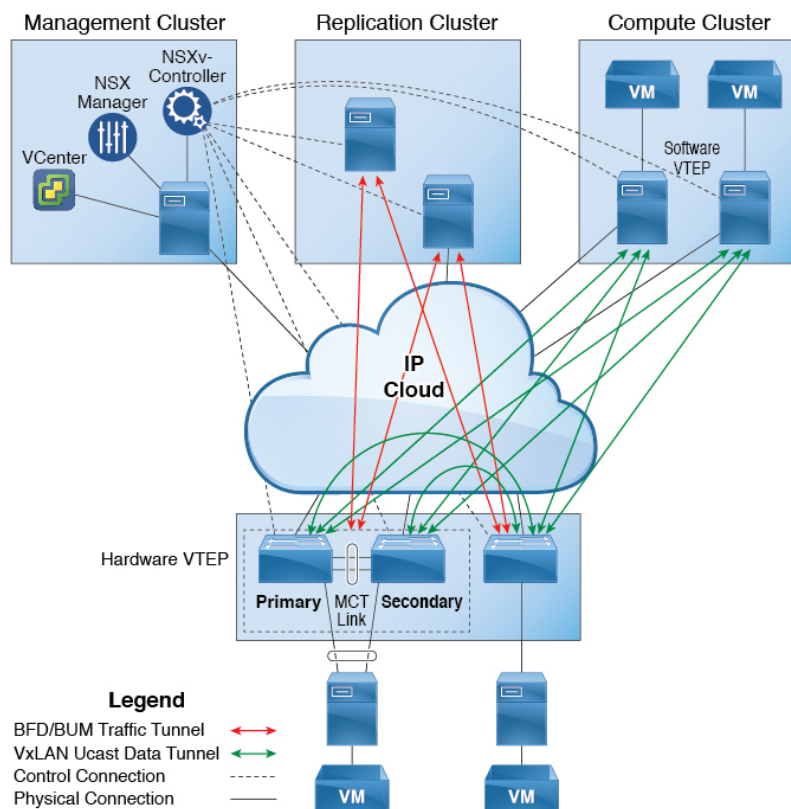 Management Cluster
Replication Cluster
Compute Cluster
NSXv-
Controller
NSX
Manager
VCenter
VM
VM
Software
VTEP
IP
Cloud
Hardware VTEP
Primary
MCT
Link
Secondary
Legend
BFD/BUM Traffic Tunnel
VxLAN Ucast Data Tunnel
Control Connection
Physical Connection
VM
VM